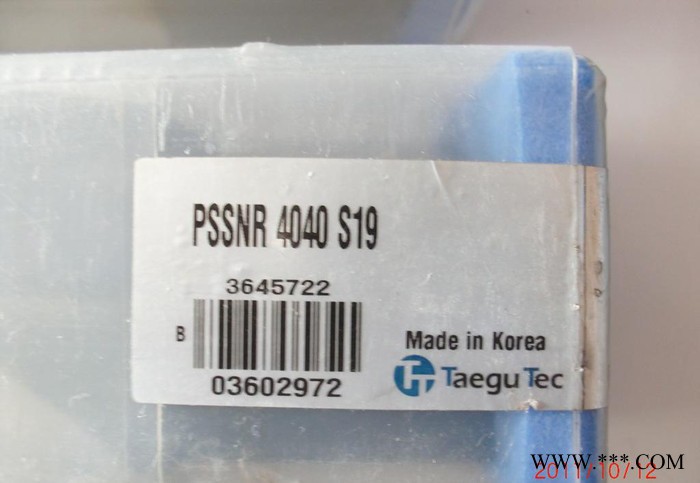 PSSNR 4040 S19
3645722
B
03602972
Made in Korea
TaeguTec
WWW.***.COM
2011/10/12